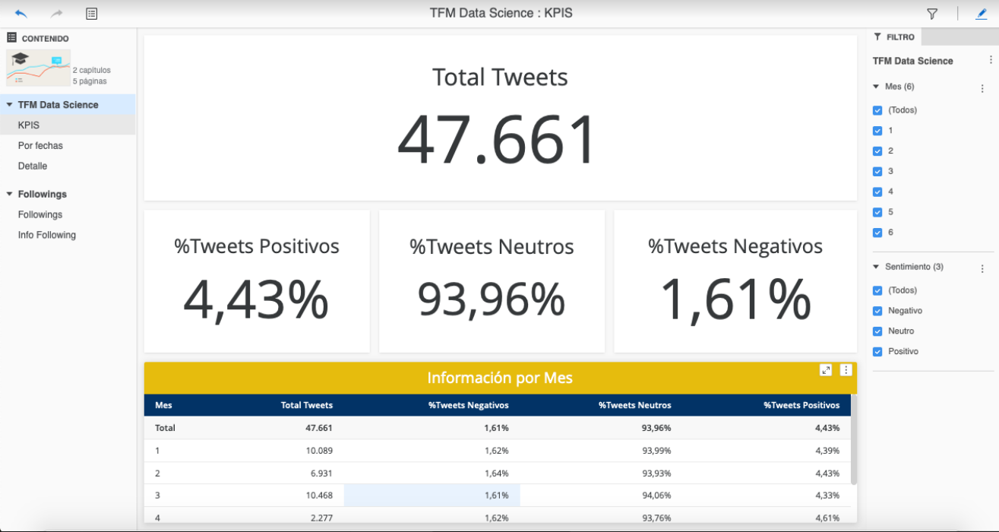 TFM Data Science : KPIS
CONTENIDO
2 capítulos
5 páginas
TFM Data Science
KPIS
Por fechas
Detalle
Followings
Followings
Info Following
Total Tweets
47.661
%Tweets Positivos
4,43%
%Tweets Neutros
93,96%
%Tweets Negativos
1,61%
Información por Mes
Mes Total Tweets %Tweets Negativos %Tweets Neutros %Tweets Positivos
Total 47.661 1,61% 93,96% 4,43%
1 10.089 1,62% 93,99% 4,39%
2 6.931 1,64% 93,93% 4,43%
3 10.468 1,61% 94,06% 4,33%
4 2.277 1,62% 93,76% 4,61%
FILTRO
TFM Data Science
Mes (6)
(Todos)
1
2
3
4
5
6
Sentimiento (3)
(Todos)
Negativo
Neutro
Positivo